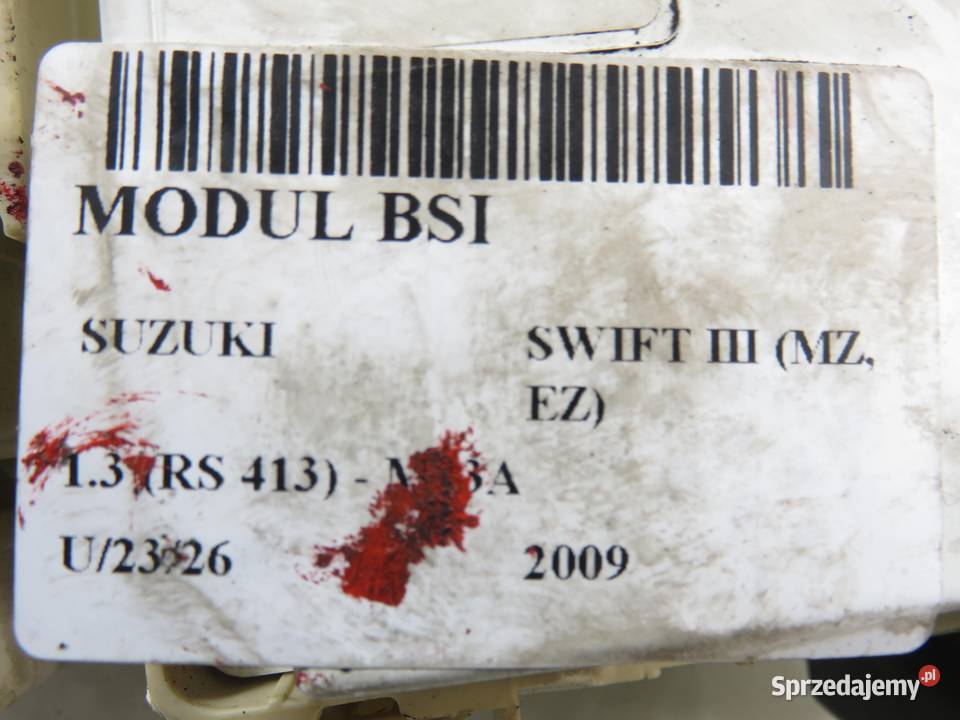 MODUL BSI
SUZUKI
SWIFT III (MZ,
EZ)
1.3 (RS 413) -
U/23/26
2009
Sprzedajemy.pl